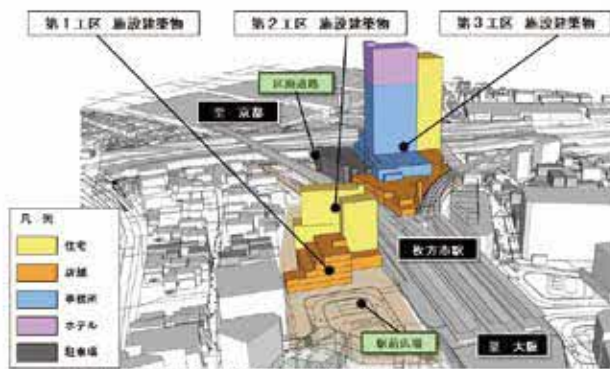 第1工区 施設建築物
第2工区 施設建築物
第3工区 施設建築物
区画道路
至 京都
凡 例
住宅
店舗
事務所
ホテル
駐車場
枚方市駅
駅前広場
至 大阪